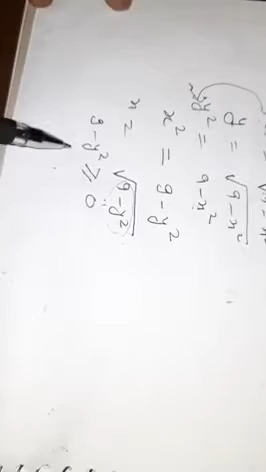 y = √9-x²
y² = 9-x²
x² = 9-y²
x = √9-y²
9-y² ≥ 0